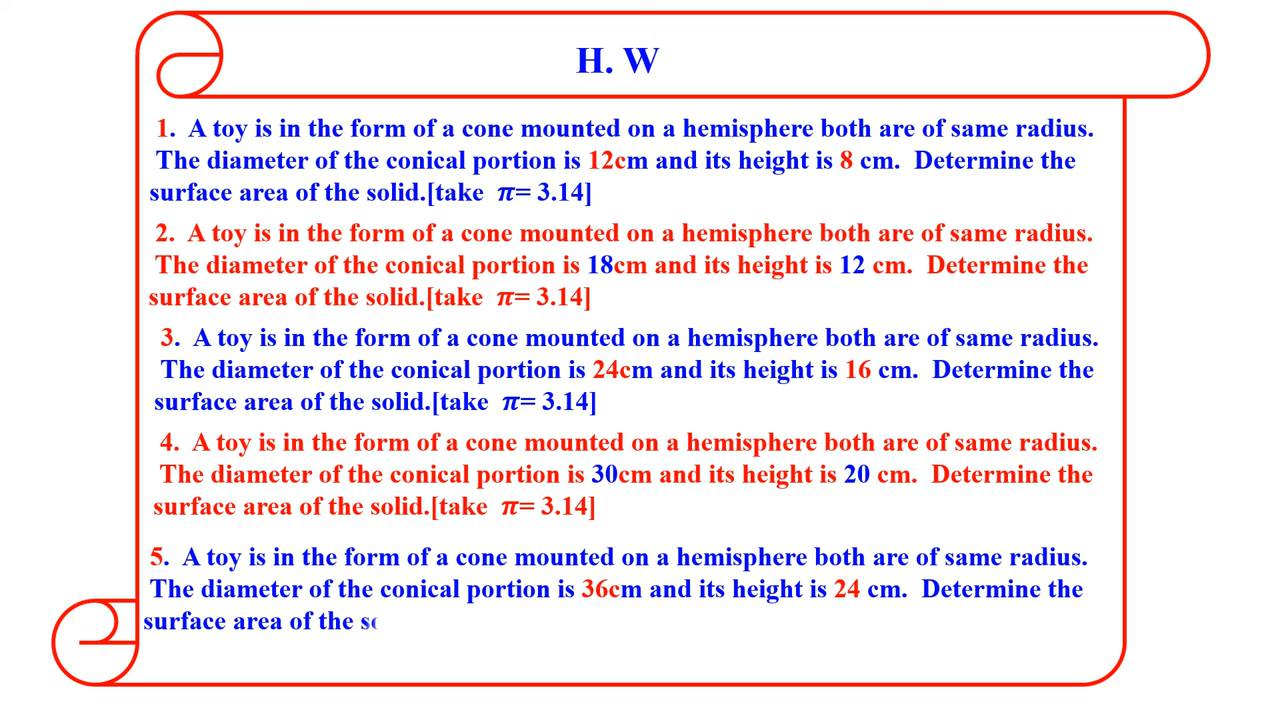 H. W
1. A toy is in the form of a cone mounted on a hemisphere both are of same radius.
The diameter of the conical portion is 12cm and its height is 8 cm. Determine the
surface area of the solid.[take π= 3.14]
2. A toy is in the form of a cone mounted on a hemisphere both are of same radius.
The diameter of the conical portion is 18cm and its height is 12 cm. Determine the
surface area of the solid.[take π= 3.14]
3. A toy is in the form of a cone mounted on a hemisphere both are of same radius.
The diameter of the conical portion is 24cm and its height is 16 cm. Determine the
surface area of the solid.[take π= 3.14]
4. A toy is in the form of a cone mounted on a hemisphere both are of same radius.
The diameter of the conical portion is 30cm and its height is 20 cm. Determine the
surface area of the solid.[take π= 3.14]
5. A toy is in the form of a cone mounted on a hemisphere both are of same radius.
The diameter of the conical portion is 36cm and its height is 24 cm. Determine the
surface area of the